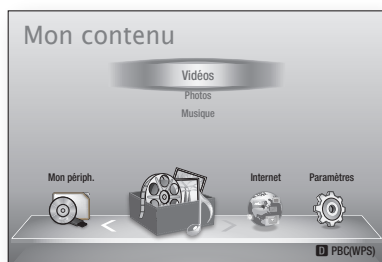 Mon contenu
Vidéos
Photos
Musique
Mon périph.
Internet
Paramètres
D PBC(WPS)